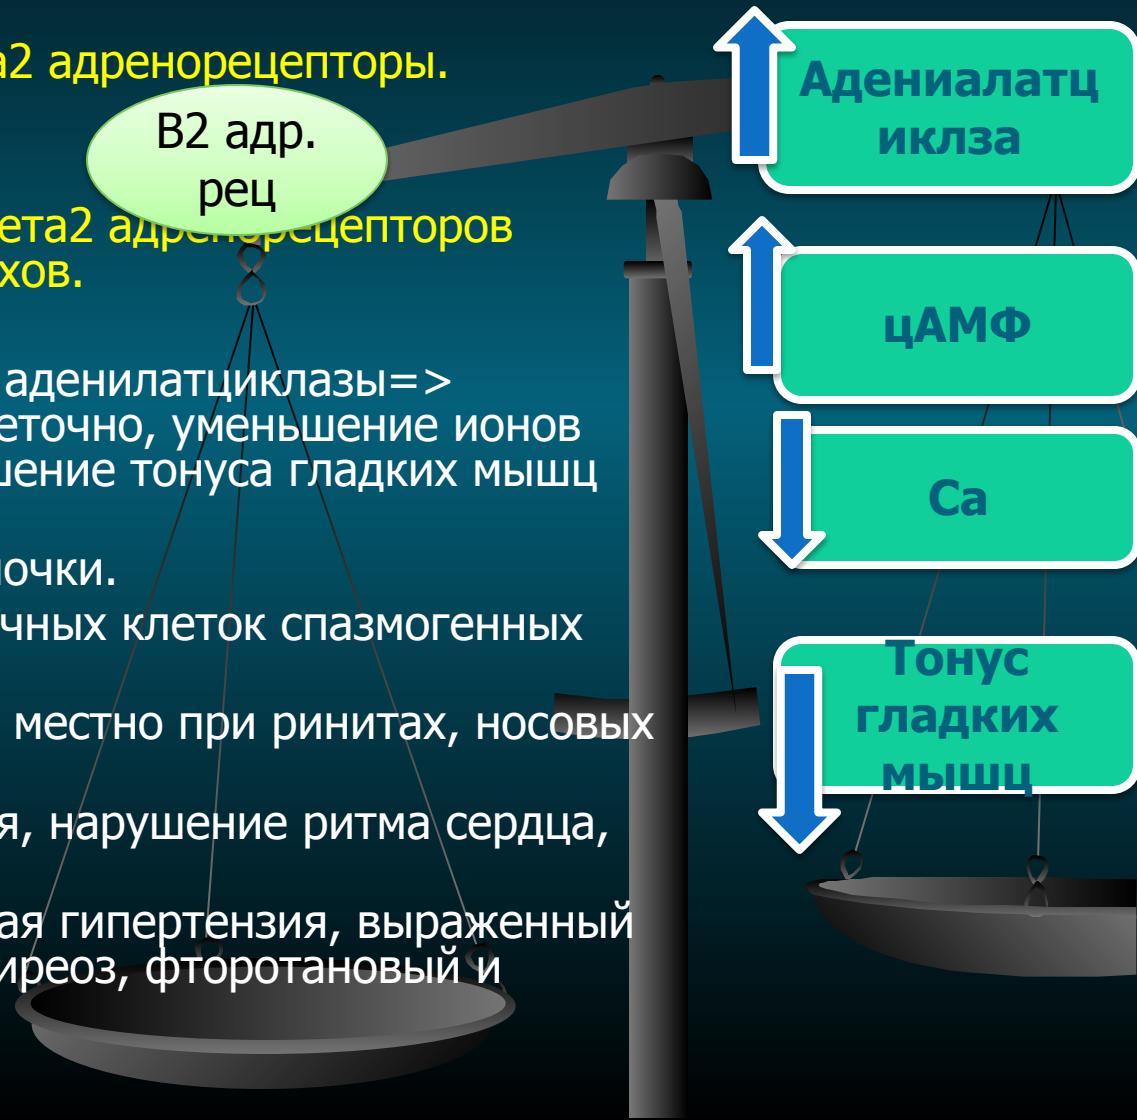 а2 адренорецепторы.
В2 адр.
рец
ета2 адренорецепторов
хов.
аденилатциклазы=>
еточно, уменьшение ионов
шение тонуса гладких мышц
очки.
чных клеток спазмогенных
местно при ринитах, носовых
я, нарушение ритма сердца,
ая гипертензия, выраженный
иреоз, фторотановый и
Адениалатц
иклза
цАМФ
Са
Тонус
гладких
мышц